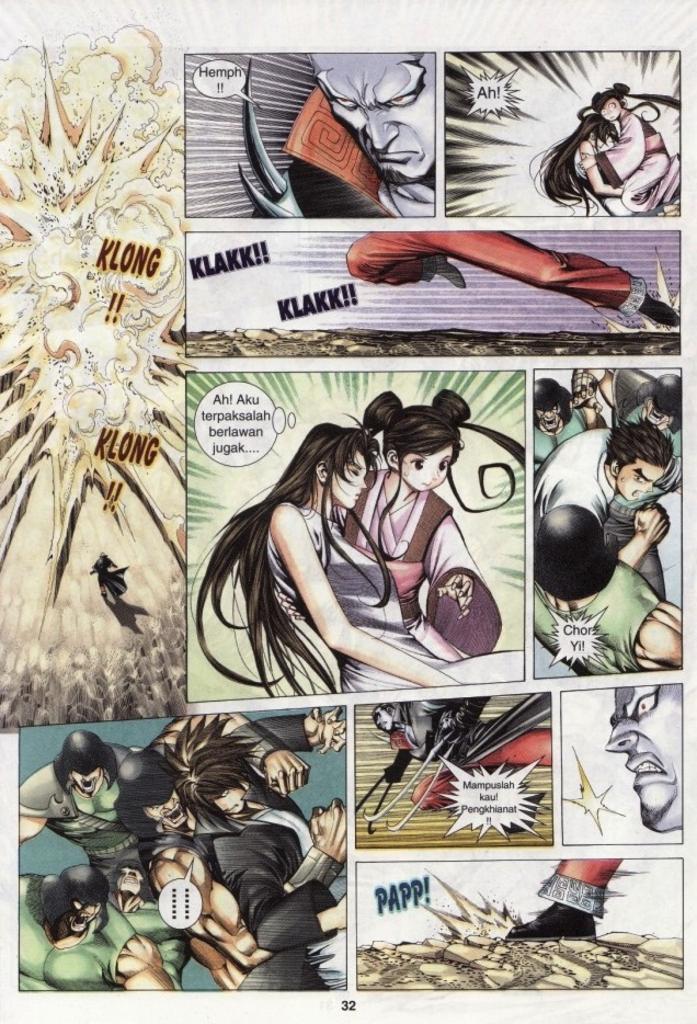 KLONG
!!
KLONG
!!
Hemph
!!
Ah!
KLAKK!!
KLAKK!!
Ah! Aku
terpaksalah
berlawan
jugak....
Chor
Yi!
Mampuslah
kau!
Pengkhianat
!!
PAPP!
32